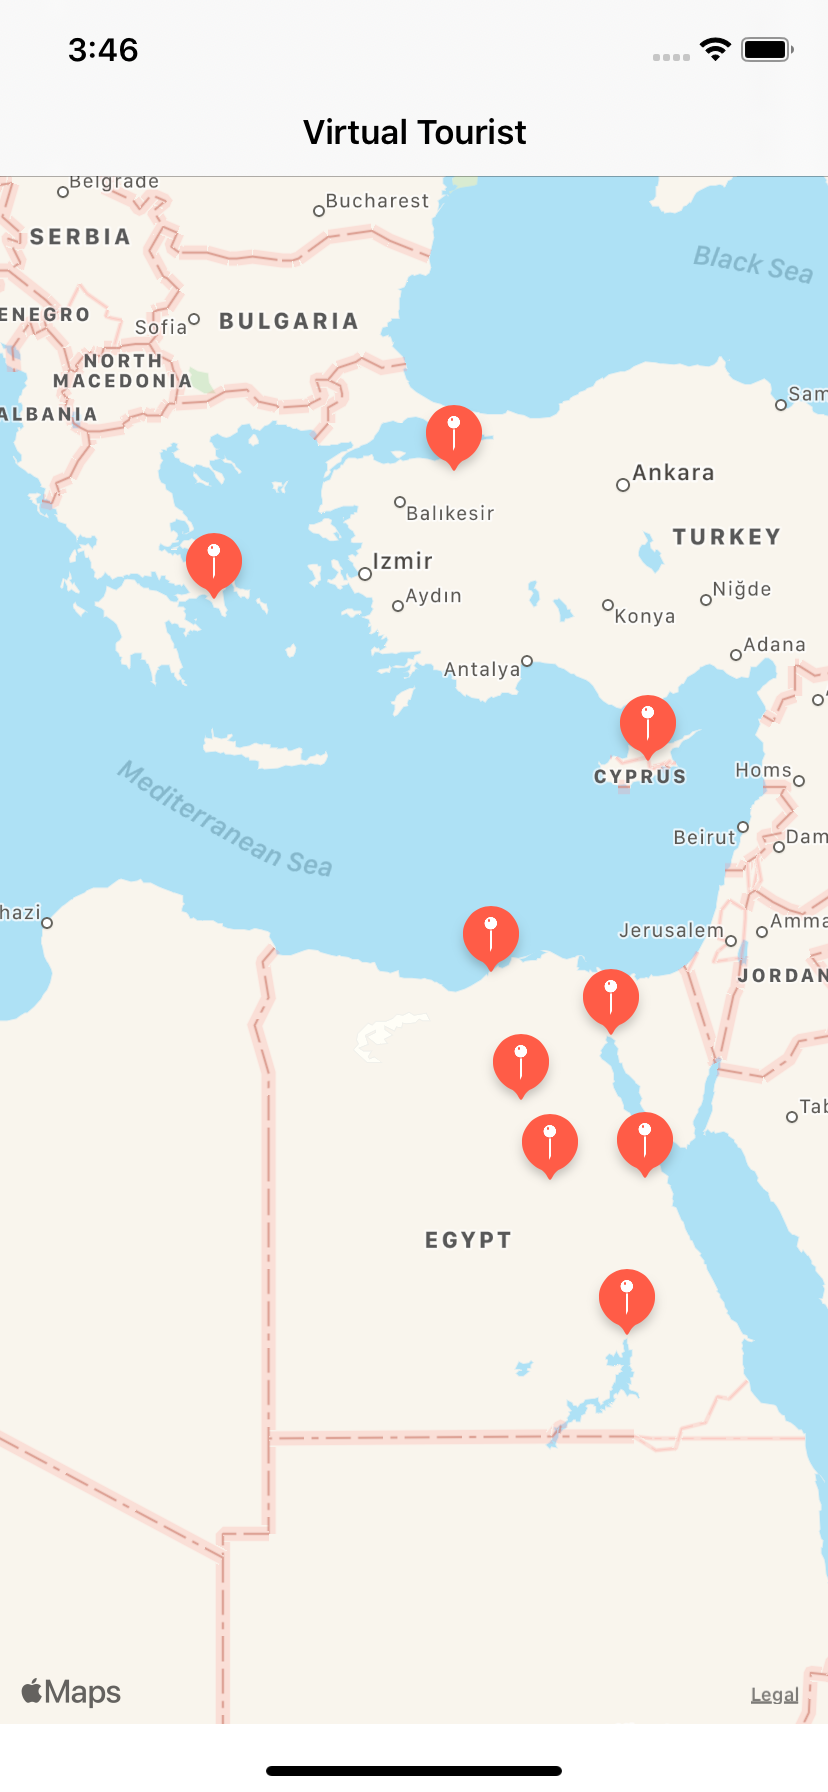 3:46
Virtual Tourist
Belgrade
Bucharest
SERBIA
Black Sea
ENEGRO
Sofia
BULGARIA
NORTH
MACEDONIA
ALBANIA
Sam
Ankara
Balıkesir
TURKEY
Izmir
Aydın
Niğde
Konya
Adana
Antalya
CYPRUS
Homs
Mediterranean Sea
Beirut
Dam
hazi
Jerusalem
Amma
JORDAN
Tab
EGYPT
Maps
Legal